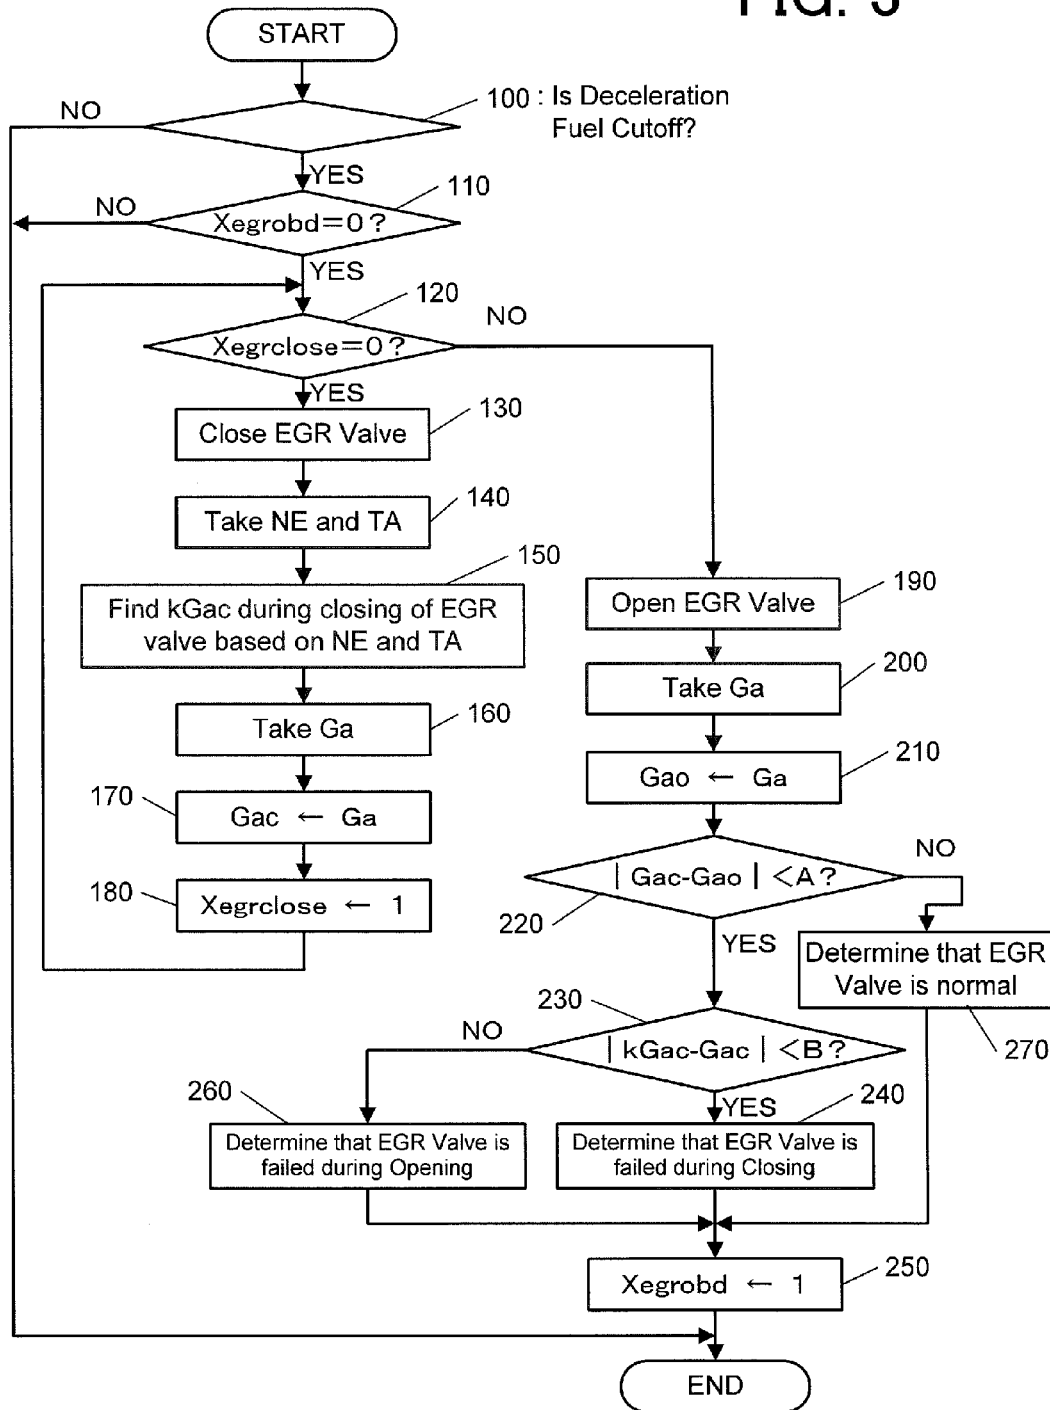 FIG. 3
START
NO
100 : Is Deceleration
Fuel Cutoff?
YES
110
NO
Xegrobd=0?
YES
120
NO
Xegrclose=0?
YES
130
Close EGR Valve
140
Take NE and TA
150
Find kGac during closing of EGR
valve based on NE and TA
160
Take Ga
170
Gac ← Ga
180
Xegrclose ← 1
190
Open EGR Valve
200
Take Ga
210
Gao ← Ga
NO
| Gac-Gao | <A?
220
YES
Determine that EGR
Valve is normal
270
230
NO
| kGac-Gac | <B?
YES
260
240
Determine that EGR Valve is
failed during Opening
Determine that EGR Valve is
failed during Closing
250
Xegrobd ← 1
END